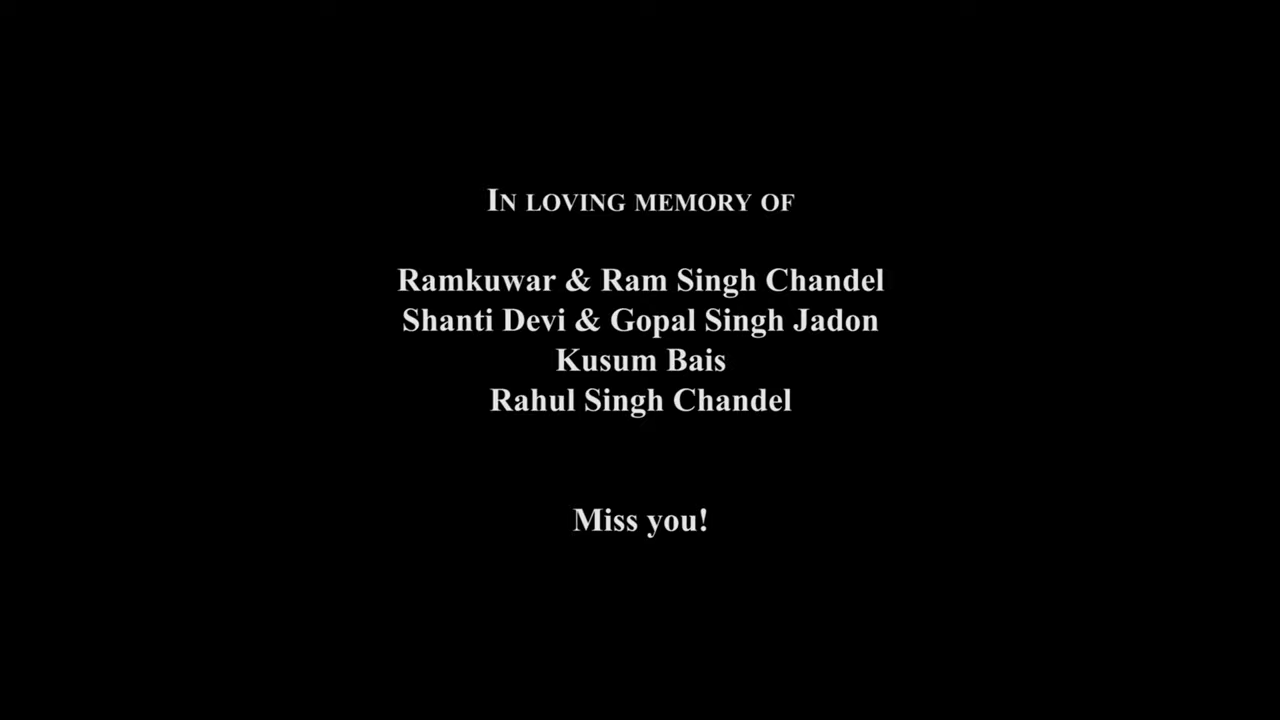 In loving memory of
Ramkuwar & Ram Singh Chandel
Shanti Devi & Gopal Singh Jadon
Kusum Bais
Rahul Singh Chandel
Miss you!